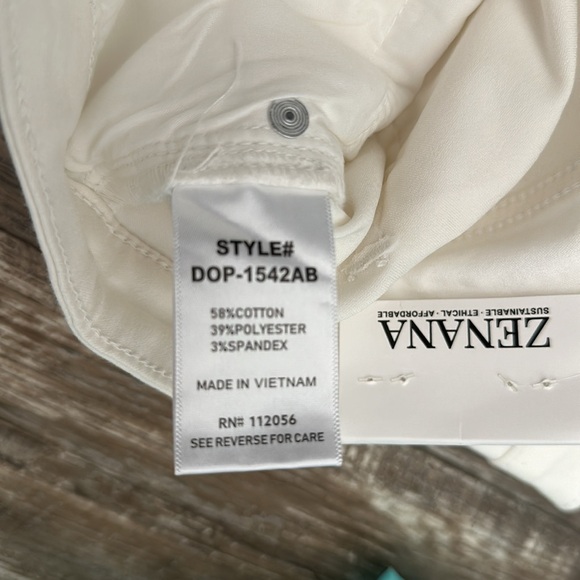 STYLE#
DOP-1542AB
58%COTTON
39%POLYESTER
3%SPANDEX
MADE IN VIETNAM
RN# 112056
SEE REVERSE FOR CARE
ZENANA
SUSTAINABLE · ETHICAL · AFFORDABLE